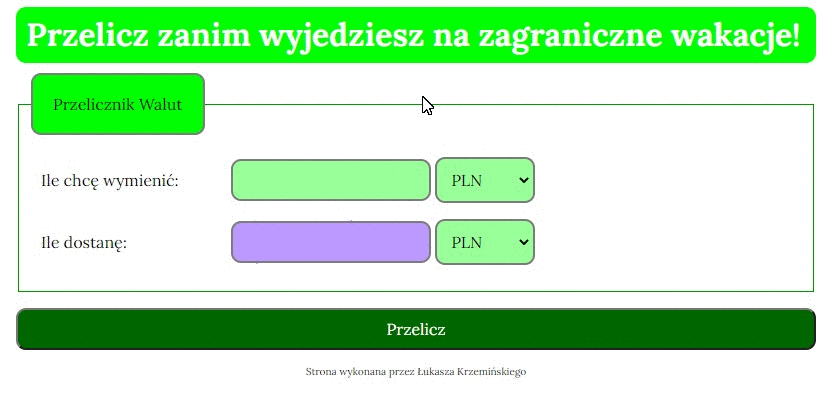 Przelicz zanim wyjedziesz na zagraniczne wakacje!
Przelicznik Walut
Ile chcę wymienić: PLN
Ile dostanę: PLN
Przelicz
Strona wykonana przez Łukasza Krzemińskiego